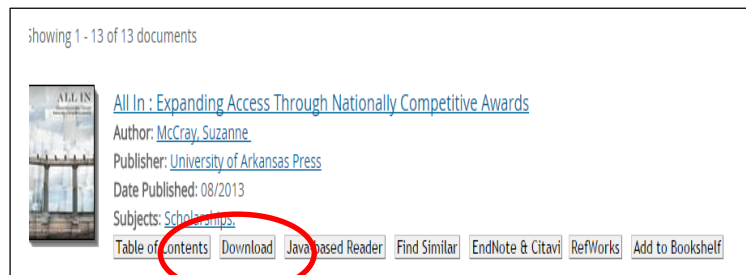 Showing 1 - 13 of 13 documents
ALL IN
All In : Expanding Access Through Nationally Competitive Awards
Author: McCray, Suzanne
Publisher: University of Arkansas Press
Date Published: 08/2013
Subjects: Scholarships.
Table of Contents Download Java-based Reader Find Similar EndNote & Citavi RefWorks Add to Bookshelf